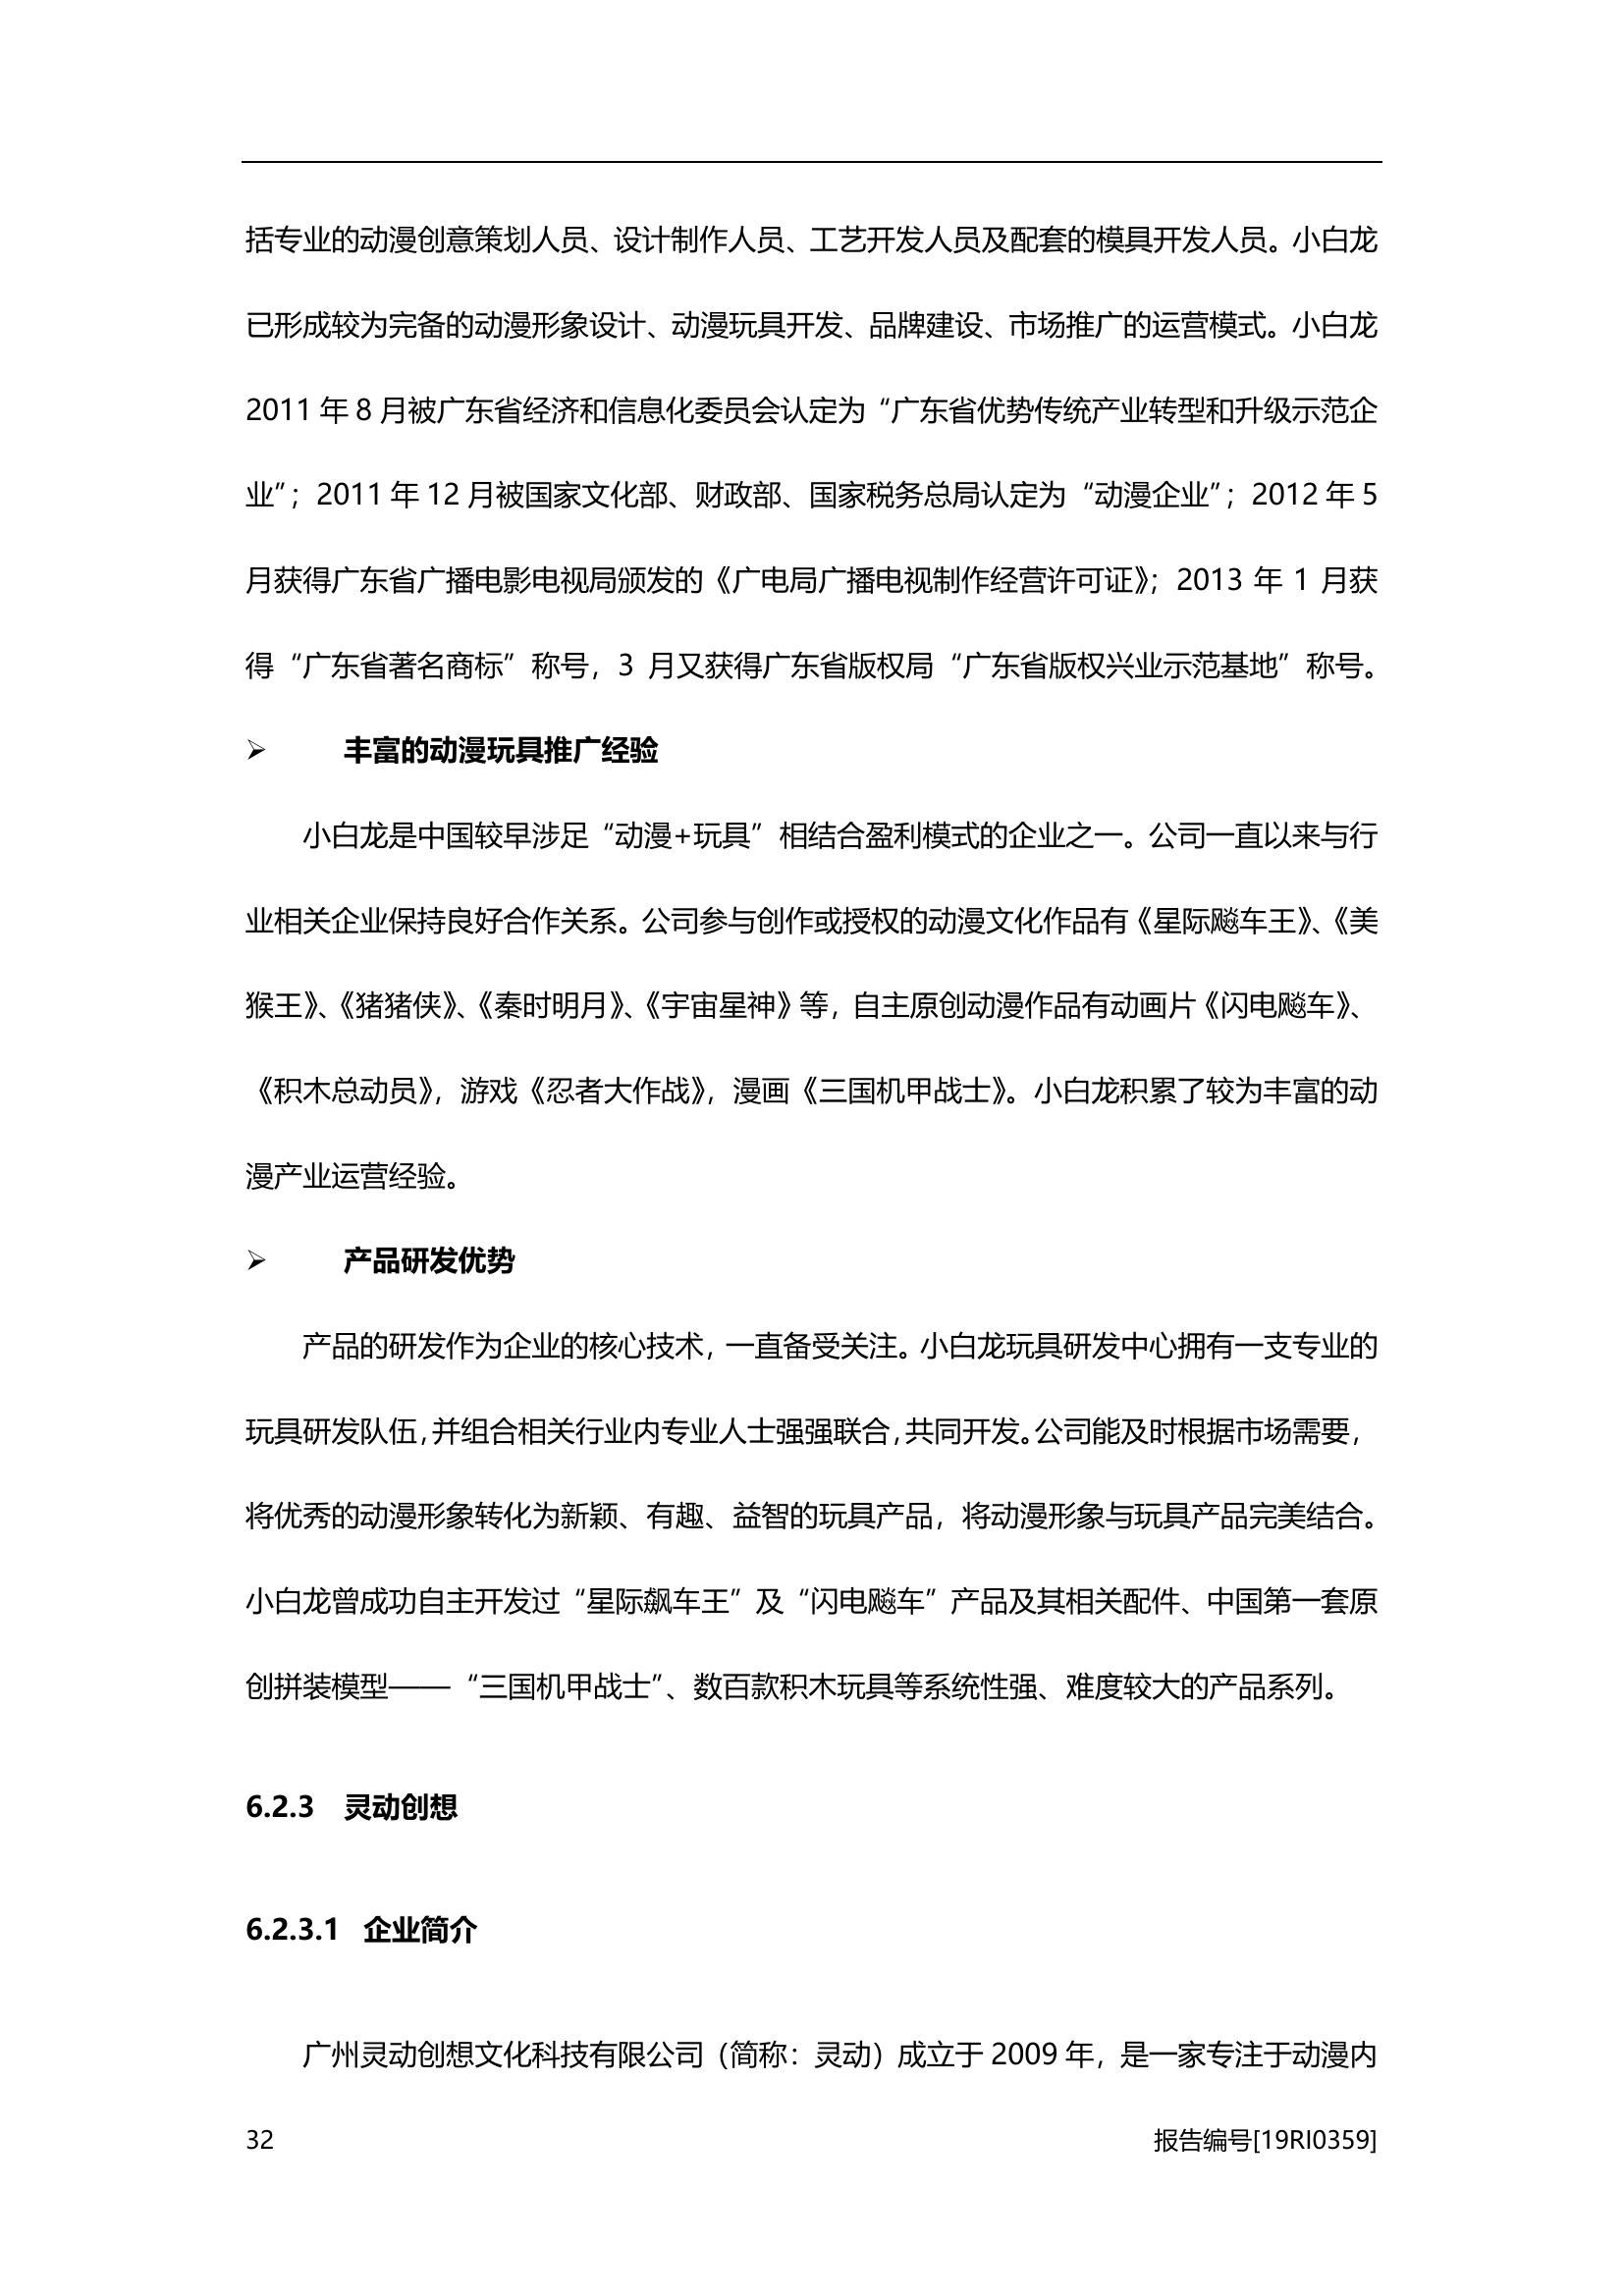 括专业的动漫创意策划人员、设计制作人员、工艺开发人员及配套的模具开发人员。小白龙
已形成较为完备的动漫形象设计、动漫玩具开发、品牌建设、市场推广的运营模式。小白龙
2011 年 8 月被广东省经济和信息化委员会认定为“广东省优势传统产业转型和升级示范企
业”；2011 年 12 月被国家文化部、财政部、国家税务总局认定为“动漫企业”；2012 年 5
月获得广东省广播电影电视局颁发的《广电局广播电视制作经营许可证》；2013 年 1 月获
得“广东省著名商标”称号，3 月又获得广东省版权局“广东省版权兴业示范基地”称号。
➢ 丰富的动漫玩具推广经验
小白龙是中国较早涉足“动漫+玩具”相结合盈利模式的企业之一。公司一直以来与行
业相关企业保持良好合作关系。公司参与创作或授权的动漫文化作品有《星际飚车王》、《美
猴王》、《猪猪侠》、《秦时明月》、《宇宙星神》等，自主原创动漫作品有动画片《闪电飚车》、
《积木总动员》，游戏《忍者大作战》，漫画《三国机甲战士》。小白龙积累了较为丰富的动
漫产业运营经验。
➢ 产品研发优势
产品的研发作为企业的核心技术，一直备受关注。小白龙玩具研发中心拥有一支专业的
玩具研发队伍，并组合相关行业内专业人士强强联合，共同开发。公司能及时根据市场需要，
将优秀的动漫形象转化为新颖、有趣、益智的玩具产品，将动漫形象与玩具产品完美结合。
小白龙曾成功自主开发过“星际飙车王”及“闪电飚车”产品及其相关配件、中国第一套原
创拼装模型——“三国机甲战士”、数百款积木玩具等系统性强、难度较大的产品系列。
6.2.3 灵动创想
6.2.3.1 企业简介
广州灵动创想文化科技有限公司（简称：灵动）成立于 2009 年，是一家专注于动漫内
32 报告编号[19RI0359]